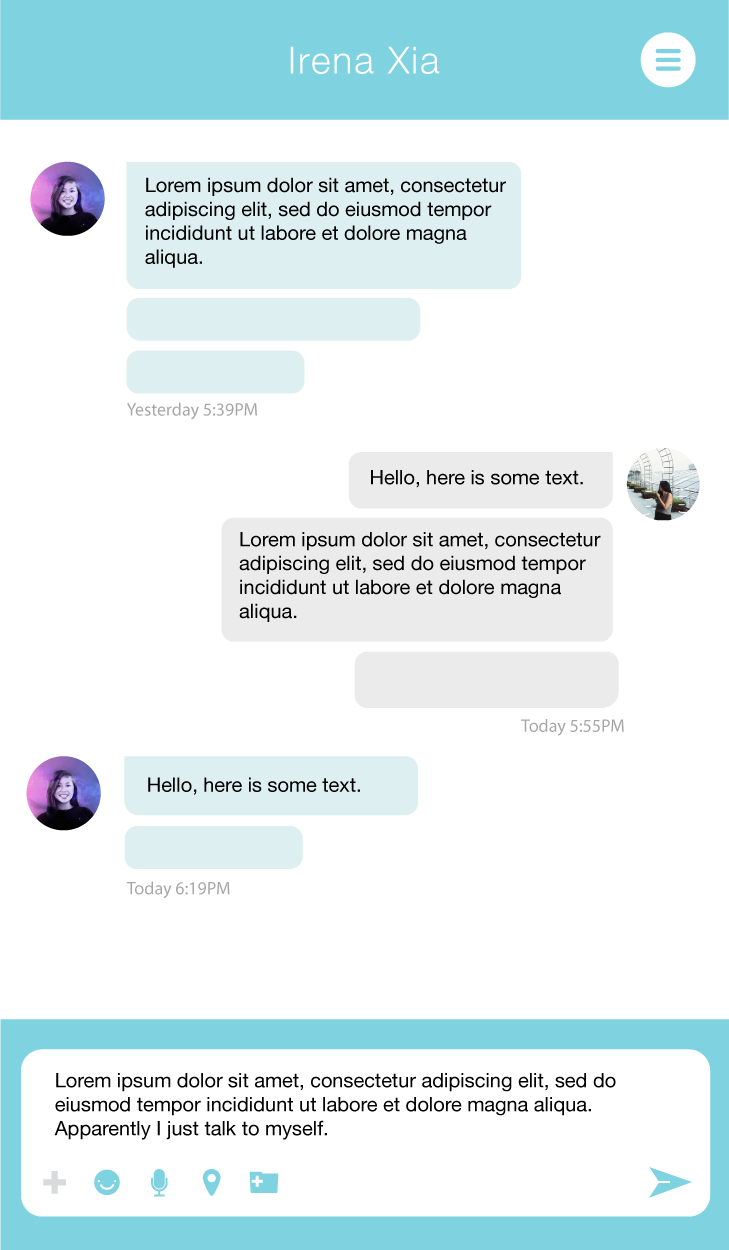 Irena Xia
Lorem ipsum dolor sit amet, consectetur
adipiscing elit, sed do eiusmod tempor
incididunt ut labore et dolore magna
aliqua.
Yesterday 5:39PM
Hello, here is some text.
Lorem ipsum dolor sit amet, consectetur
adipiscing elit, sed do eiusmod tempor
incididunt ut labore et dolore magna
aliqua.
Today 5:55PM
Hello, here is some text.
Today 6:19PM
Lorem ipsum dolor sit amet, consectetur adipiscing elit, sed do
eiusmod tempor incididunt ut labore et dolore magna aliqua.
Apparently I just talk to myself.